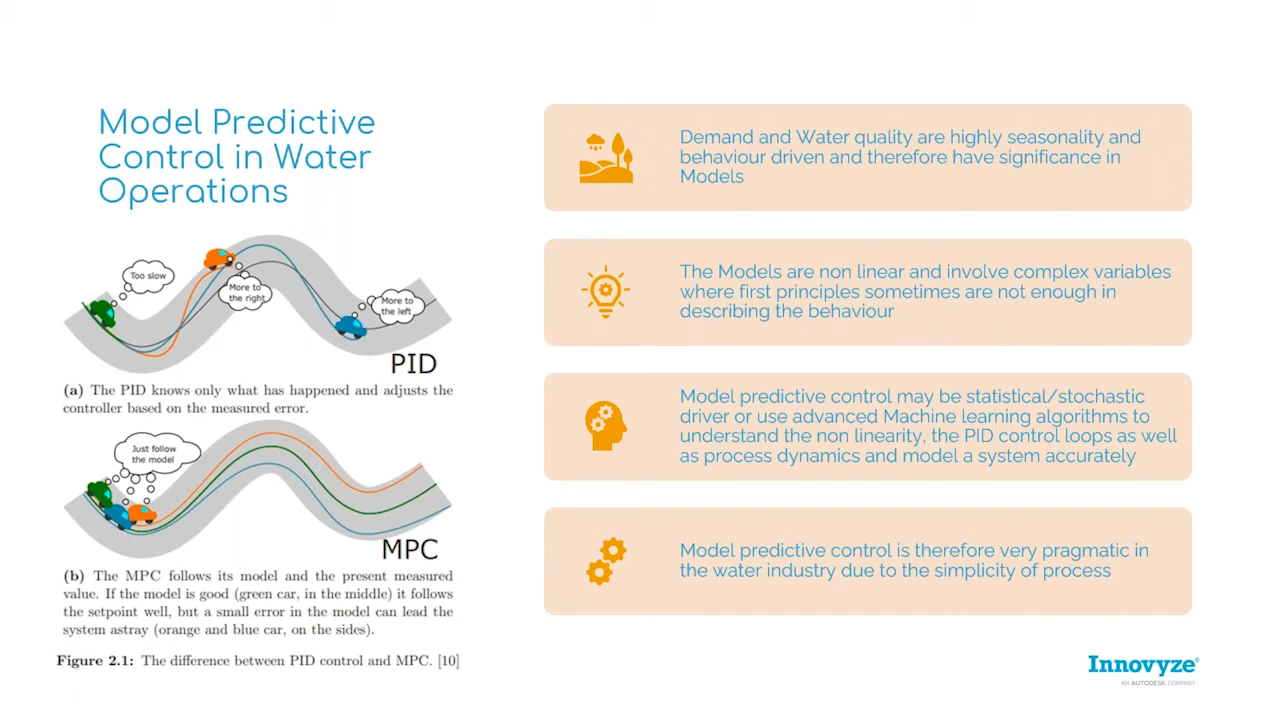 Model Predictive
Control in Water
Operations
Too slow
More to
the right
More to
the left
PID
(a) The PID knows only what has happened and adjusts the
controller based on the measured error.
Just follow
the model
MPC
(b) The MPC follows its model and the present measured
value. If the model is good (green car, in the middle) it follows
the setpoint well, but a small error in the model can lead the
system astray (orange and blue car, on the sides).
Figure 2.1: The difference between PID control and MPC. [10]
Demand and Water quality are highly seasonality and
behaviour driven and therefore have significance in
Models
The Models are non linear and involve complex variables
where first principles sometimes are not enough in
describing the behaviour
Model predictive control may be statistical/stochastic
driver or use advanced Machine learning algorithms to
understand the non linearity, the PID control loops as well
as process dynamics and model a system accurately
Model predictive control is therefore very pragmatic in
the water industry due to the simplicity of process
Innovyze®
AN AUTODESK COMPANY